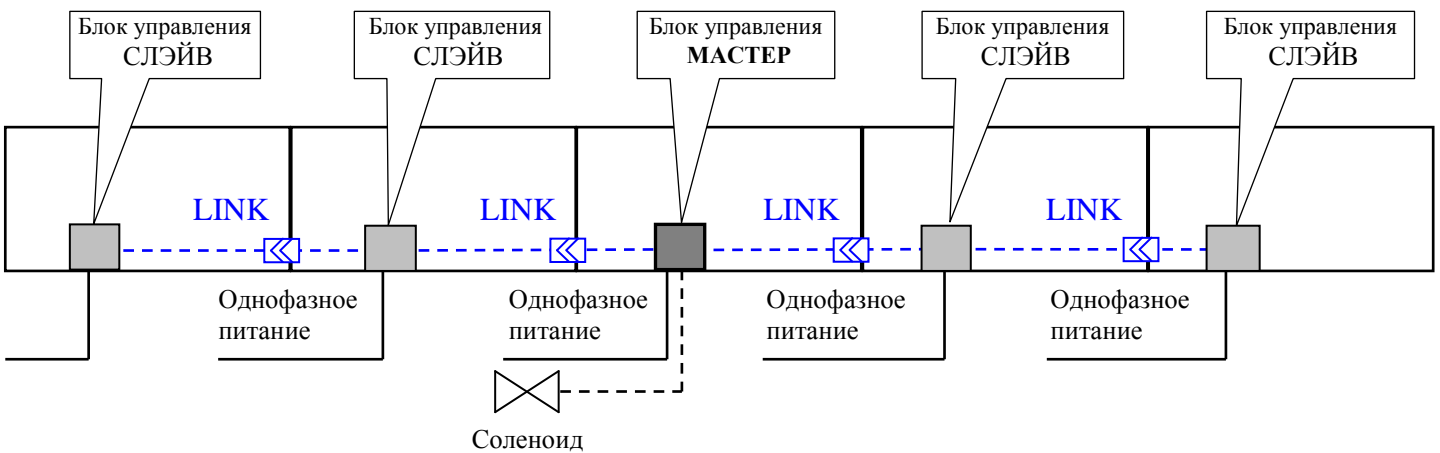 Блок управления
СЛЭЙВ
Блок управления
СЛЭЙВ
Блок управления
МАСТЕР
Блок управления
СЛЭЙВ
Блок управления
СЛЭЙВ
LINK
LINK
LINK
LINK
Однофазное
питание
Однофазное
питание
Однофазное
питание
Однофазное
питание
Соленоид